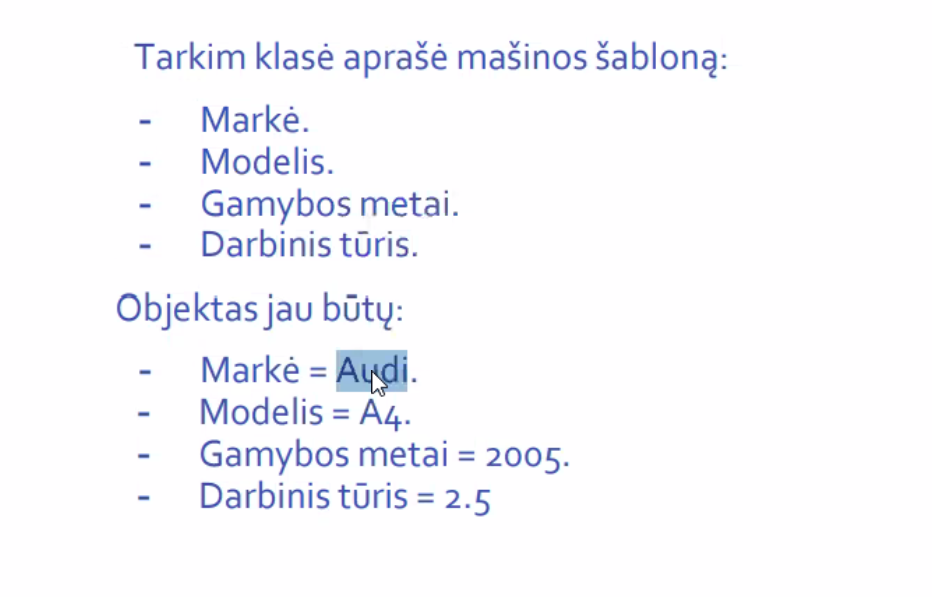 Tarkim klasė aprašė mašinos šabloną:
- Markė.
- Modelis.
- Gamybos metai.
- Darbinis tūris.
Objektas jau būtų:
- Markė = Audi.
- Modelis = A4.
- Gamybos metai = 2005.
- Darbinis tūris = 2.5